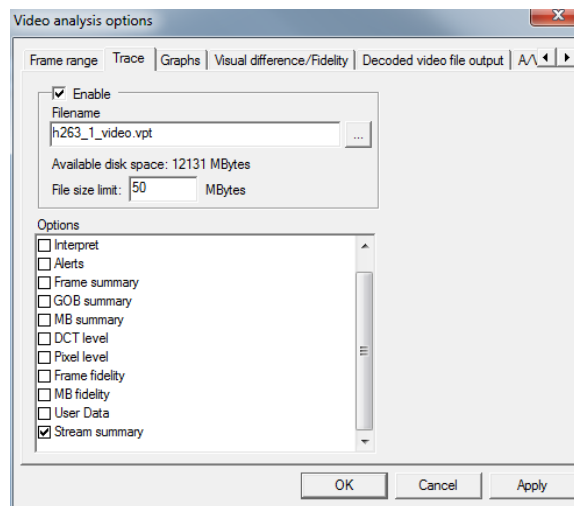 Video analysis options
Frame range Trace Graphs Visual difference/Fidelity Decoded video file output
Enable
Filename
h263_1_video.vpt
...
Available disk space: 12131 MBytes
File size limit: 50 MBytes
Options
Interpret
Alerts
Frame summary
GOB summary
MB summary
DCT level
Pixel level
Frame fidelity
MB fidelity
User Data
Stream summary
OK Cancel Apply